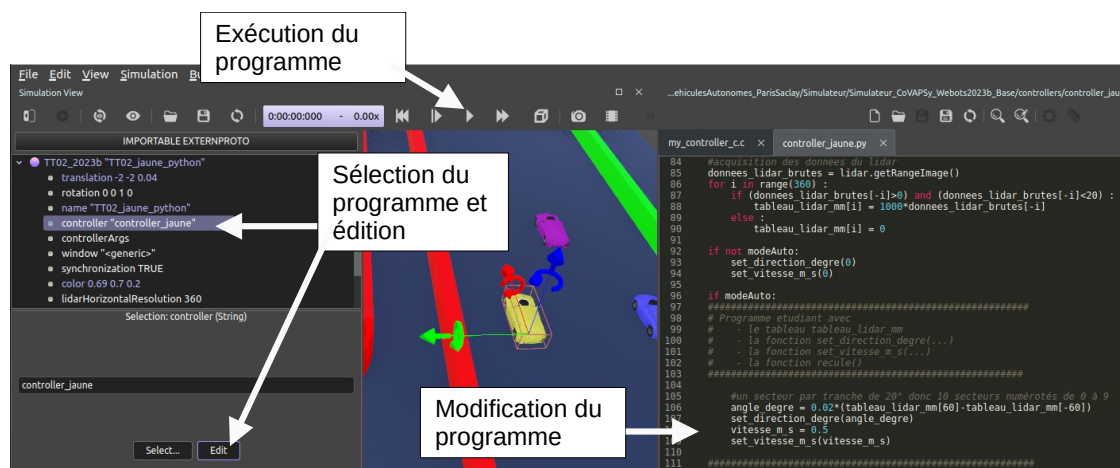 Exécution du
programme
File Edit View Simulation
Simulation View
0:00:00:000 - 0.00x
IMPORTABLE EXTERNPROTO
TT02_2023b "TT02_jaune_python"
translation -2 -2 0.04
rotation 0 0 1 0
name "TT02_jaune_python"
controller "controller_jaune"
controllerArgs
window "<generic>"
synchronization TRUE
color 0.69 0.7 0.2
lidarHorizontalResolution 360
Selection: controller (String)
controller_jaune
Select... Edit
Sélection du
programme et
édition
Modification du
programme
...ehiculesAutonomes_ParisSaclay/Simulateur/Simulateur_CoVAPSy_Webots2023b_Base/controllers/controller_jau
my_controller_c.c × controller_jaune.py ×
84 #acquisition des donnees du lidar
85 donnees_lidar_brutes = lidar.getRangeImage()
86 for i in range(360) :
87 if (donnees_lidar_brutes[-i]>0) and (donnees_lidar_brutes[-i]<20) :
88 tableau_lidar_mm[i] = 1000*donnees_lidar_brutes[-i]
89 else :
90 tableau_lidar_mm[i] = 0
91
92 if not modeAuto:
93 set_direction_degre(0)
94 set_vitesse_m_s(0)
95
96 if modeAuto:
97 ########################################################
98 # Programme etudiant avec
99 # - le tableau tableau_lidar_mm
100 # - la fonction set_direction_degre(...)
101 # - la fonction set_vitesse_m_s(...)
102 # - la fonction recule()
103 #######################################################
104
105 #un secteur par tranche de 20° donc 10 secteurs numérotés de 0 à 9
106 angle_degre = 0.02*(tableau_lidar_mm[60]-tableau_lidar_mm[-60])
set_direction_degre(angle_degre)
vitesse_m_s = 0.5
set_vitesse_m_s(vitesse_m_s)
110
111 #########################################################